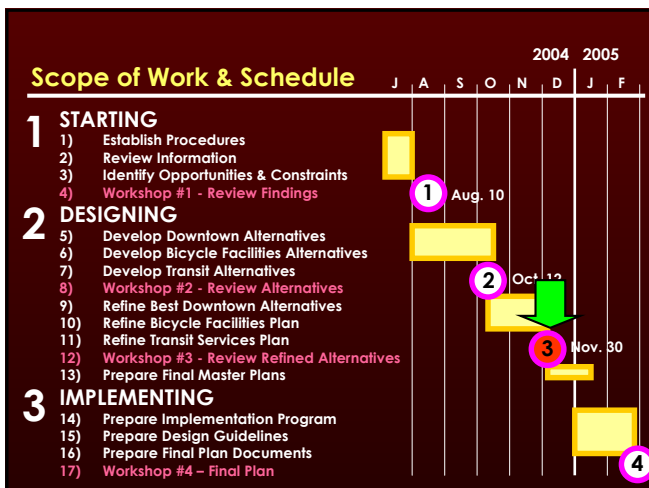 2004 2005
Scope of Work & Schedule J A S O N D J F
1 STARTING
1) Establish Procedures
2) Review Information
3) Identify Opportunities & Constraints
4) Workshop #1 - Review Findings 1 Aug. 10
2 DESIGNING
5) Develop Downtown Alternatives
6) Develop Bicycle Facilities Alternatives
7) Develop Transit Alternatives
8) Workshop #2 - Review Alternatives 2 Oct. 12
9) Refine Best Downtown Alternatives
10) Refine Bicycle Facilities Plan
11) Refine Transit Services Plan
12) Workshop #3 - Review Refined Alternatives 3 Nov. 30
13) Prepare Final Master Plans
3 IMPLEMENTING
14) Prepare Implementation Program
15) Prepare Design Guidelines
16) Prepare Final Plan Documents
17) Workshop #4 – Final Plan 4